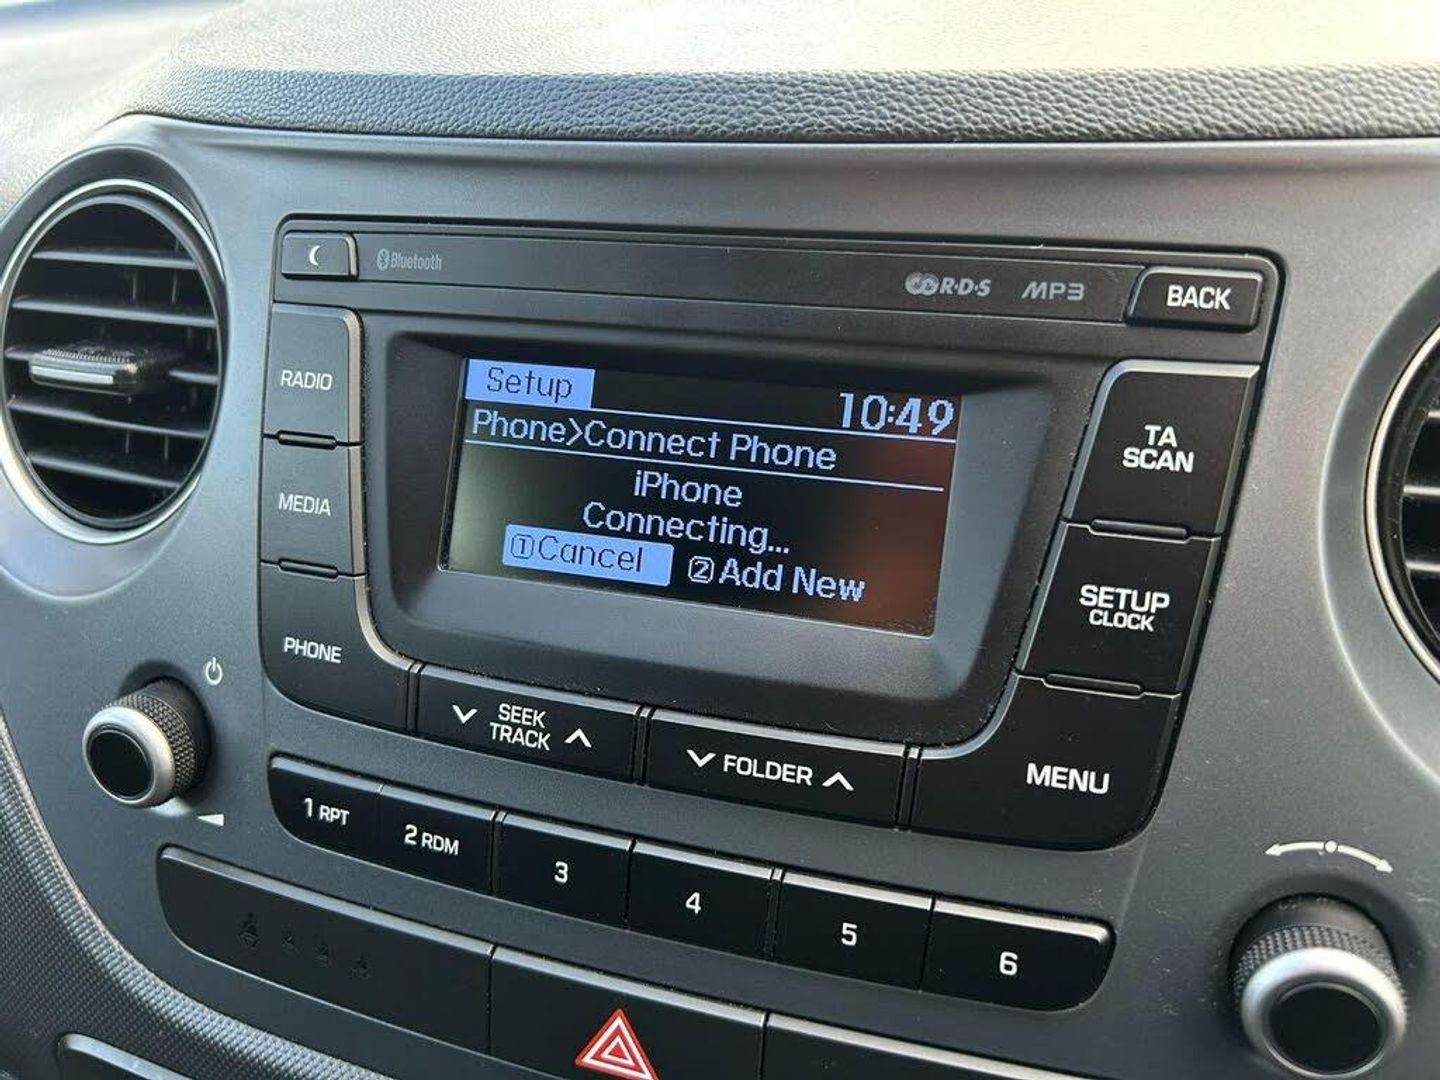 Bluetooth
R·D·S MP3
BACK
RADIO
MEDIA
PHONE
Setup
10:49
Phone>Connect Phone
iPhone
Connecting...
①Cancel ②Add New
TA
SCAN
SETUP
CLOCK
MENU
SEEK
TRACK
FOLDER
1 RPT
2 RDM
3
4
5
6